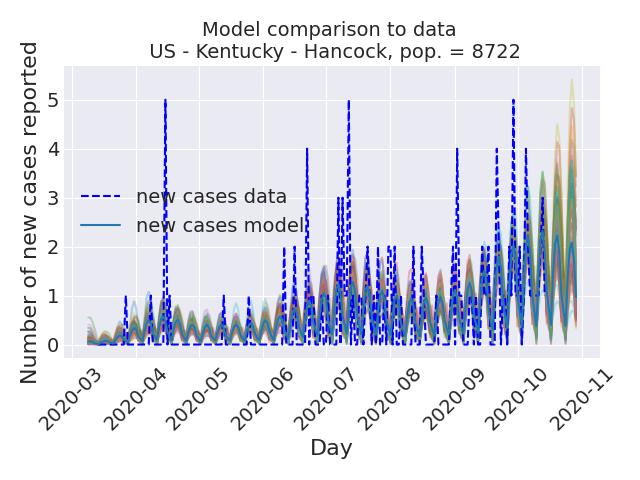 Model comparison to data
US - Kentucky - Hancock, pop. = 8722
Number of new cases reported
5
4
3
2
1
0
new cases data
new cases model
2020-03
2020-04
2020-05
2020-06
2020-07
2020-08
2020-09
2020-10
2020-11
Day